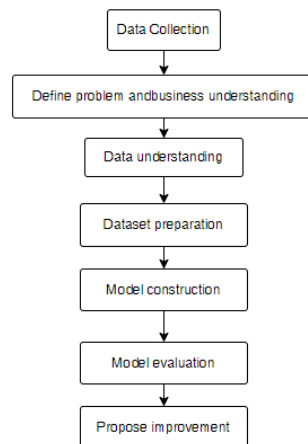 Data Collection
Define problem andbusiness understanding
Data understanding
Dataset preparation
Model construction
Model evaluation
Propose improvement